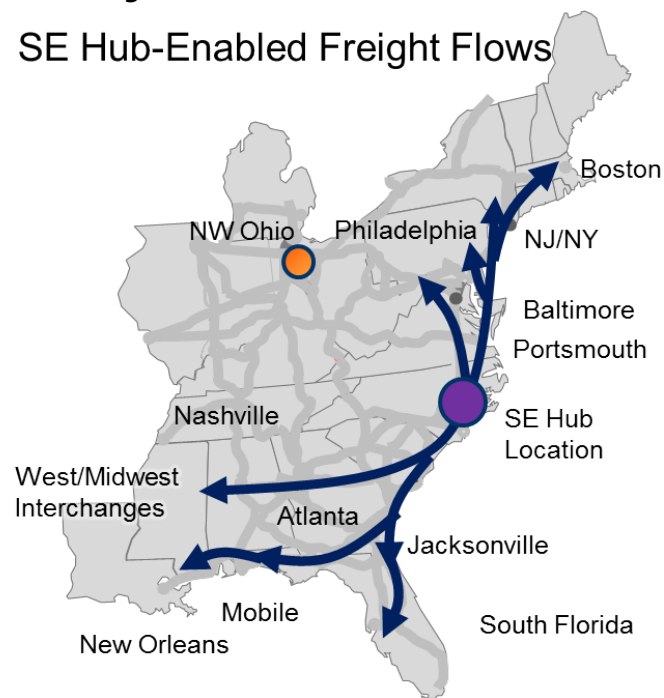 SE Hub-Enabled Freight Flows
Boston
NW Ohio
Philadelphia
NJ/NY
Baltimore
Portsmouth
Nashville
SE Hub
Location
West/Midwest
Interchanges
Atlanta
Jacksonville
Mobile
South Florida
New Orleans